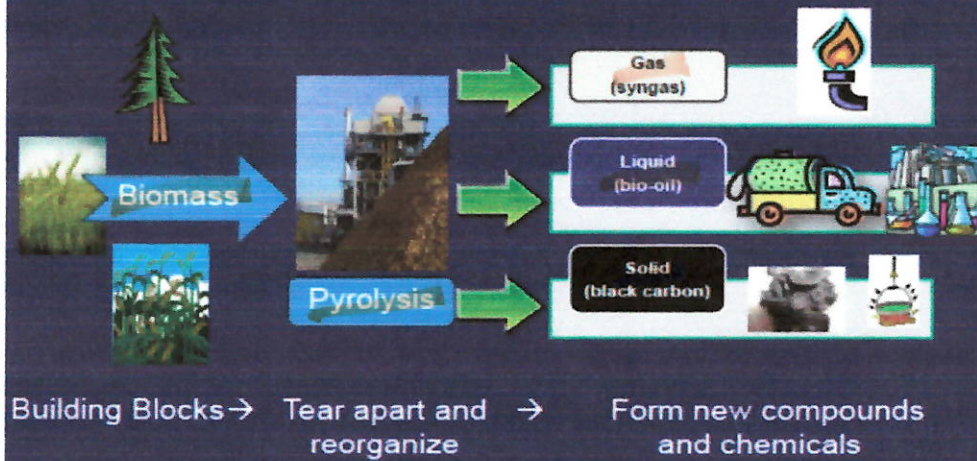 Gas
(syngas)
Liquid
(bio-oil)
Biomass
Solid
(black carbon)
Pyrolysis
Building Blocks → Tear apart and → Form new compounds
reorganize and chemicals